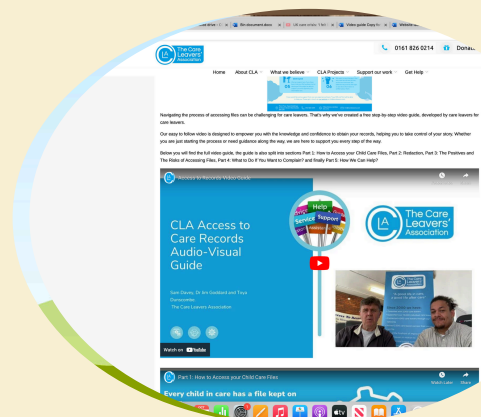 0161 826 0214
The Care
Leavers'
Association
Home About CLA What we believe CLA Projects Support our work Get Help
Navigating the process of accessing files can be challenging for care leavers. That's why we've created a new step-by-step video guide, developed by care leavers for
care leavers.
Our easy to follow video is designed to empower you with the knowledge and confidence to obtain your records, helping you to take control of your story. Whether
you are just starting the process or need guidance along the way, we are here to support you every step of the way.
Below you will find the full video guide, the guide is also split into sections Part 1: How to Access your Child Care Files, Part 2: Redaction, Part 3: The Positives and
The Risks of Accessing Files, Part 4: What to Do if You Want to Complain? and finally Part 5: How We Can Help?
Access to Records Video Guide
Help
Service
Support
CLA Access to
Care Records
Audio-Visual
Guide
The Care
Leavers'
Association
Watch on YouTube
Part 1: How to Access your Child Care Files
Watch Later Share
Every child in care has a file kept on
tv